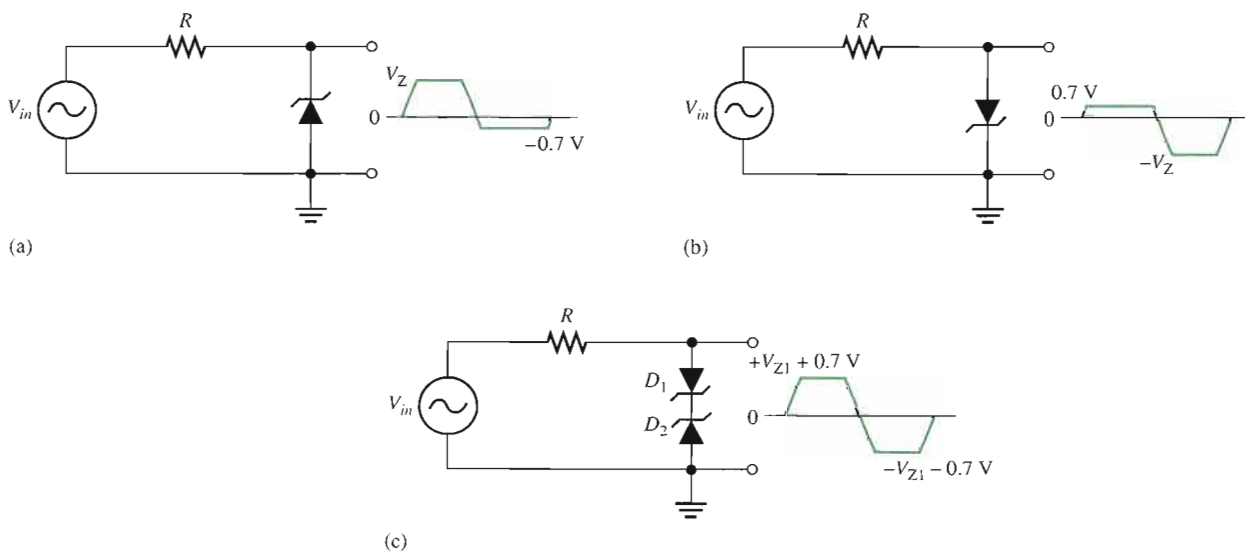 R
V_in
V_Z
0
−0.7 V
(a)
R
V_in
0.7 V
0
−V_Z
(b)
R
V_in
D_1
D_2
+V_Z1 + 0.7 V
0
−V_Z1 − 0.7 V
(c)